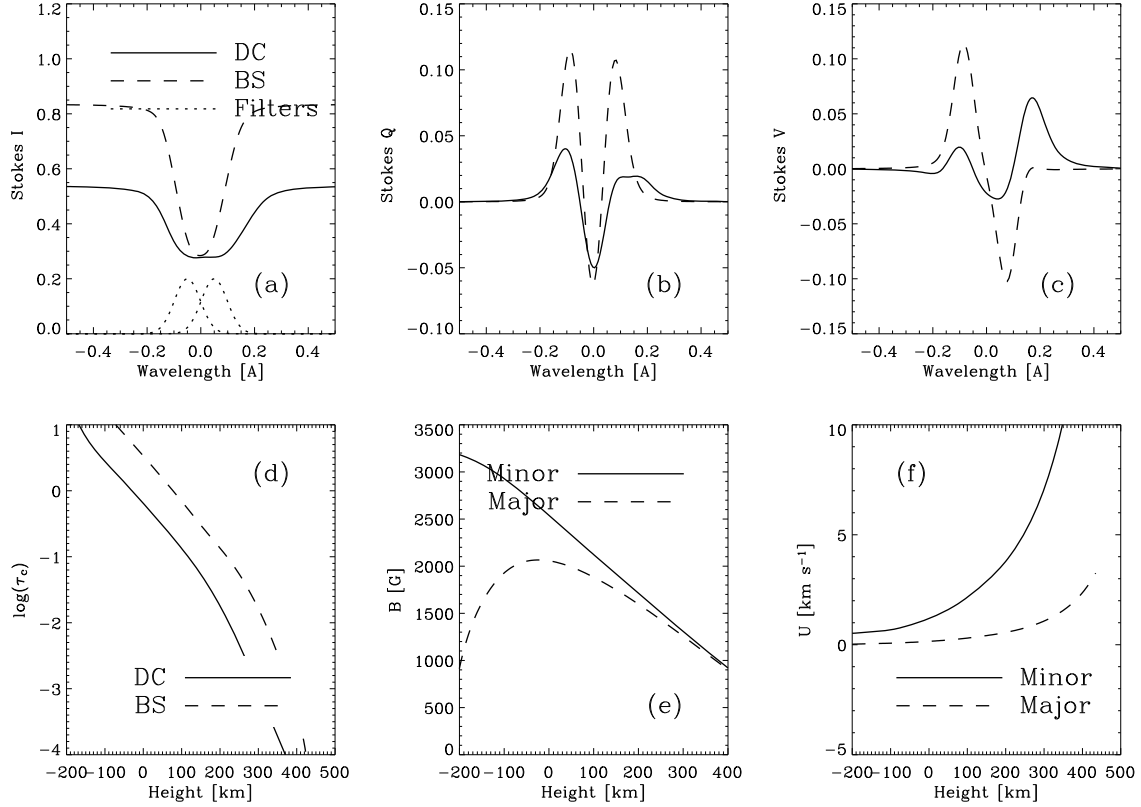 1.2
1.0
0.8
0.6
0.4
0.2
0.0
Stokes I
DC
BS
Filters
(a)
−0.4 −0.2 0.0 0.2 0.4
Wavelength [A]
0.15
0.10
0.05
0.00
−0.05
−0.10
Stokes Q
(b)
−0.4 −0.2 0.0 0.2 0.4
Wavelength [A]
0.15
0.10
0.05
0.00
−0.05
−0.10
−0.15
Stokes V
(c)
−0.4 −0.2 0.0 0.2 0.4
Wavelength [A]
1
0
−1
−2
−3
−4
log(τc)
(d)
DC
BS
−200 −100 0 100 200 300 400 500
Height [km]
3500
3000
2500
2000
1500
1000
500
0
B [G]
Minor
Major
(e)
−200 −100 0 100 200 300 400
Height [km]
10
5
0
−5
U [km s⁻¹]
(f)
Minor
Major
−200 −100 0 100 200 300 400 500
Height [km]